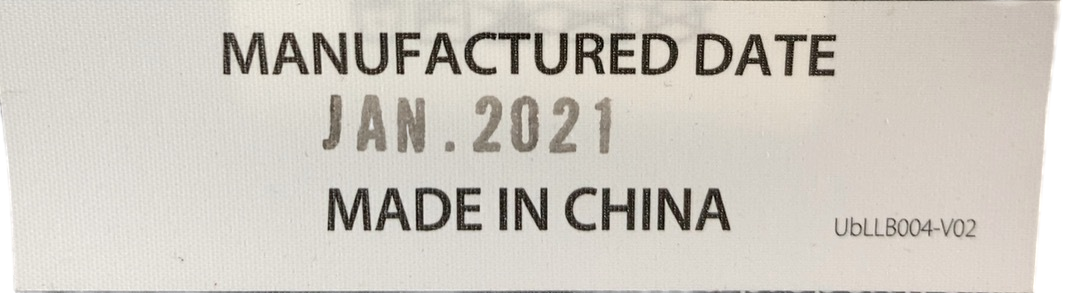 MANUFACTURED DATE
JAN.2021
MADE IN CHINA
UbLLB004-V02